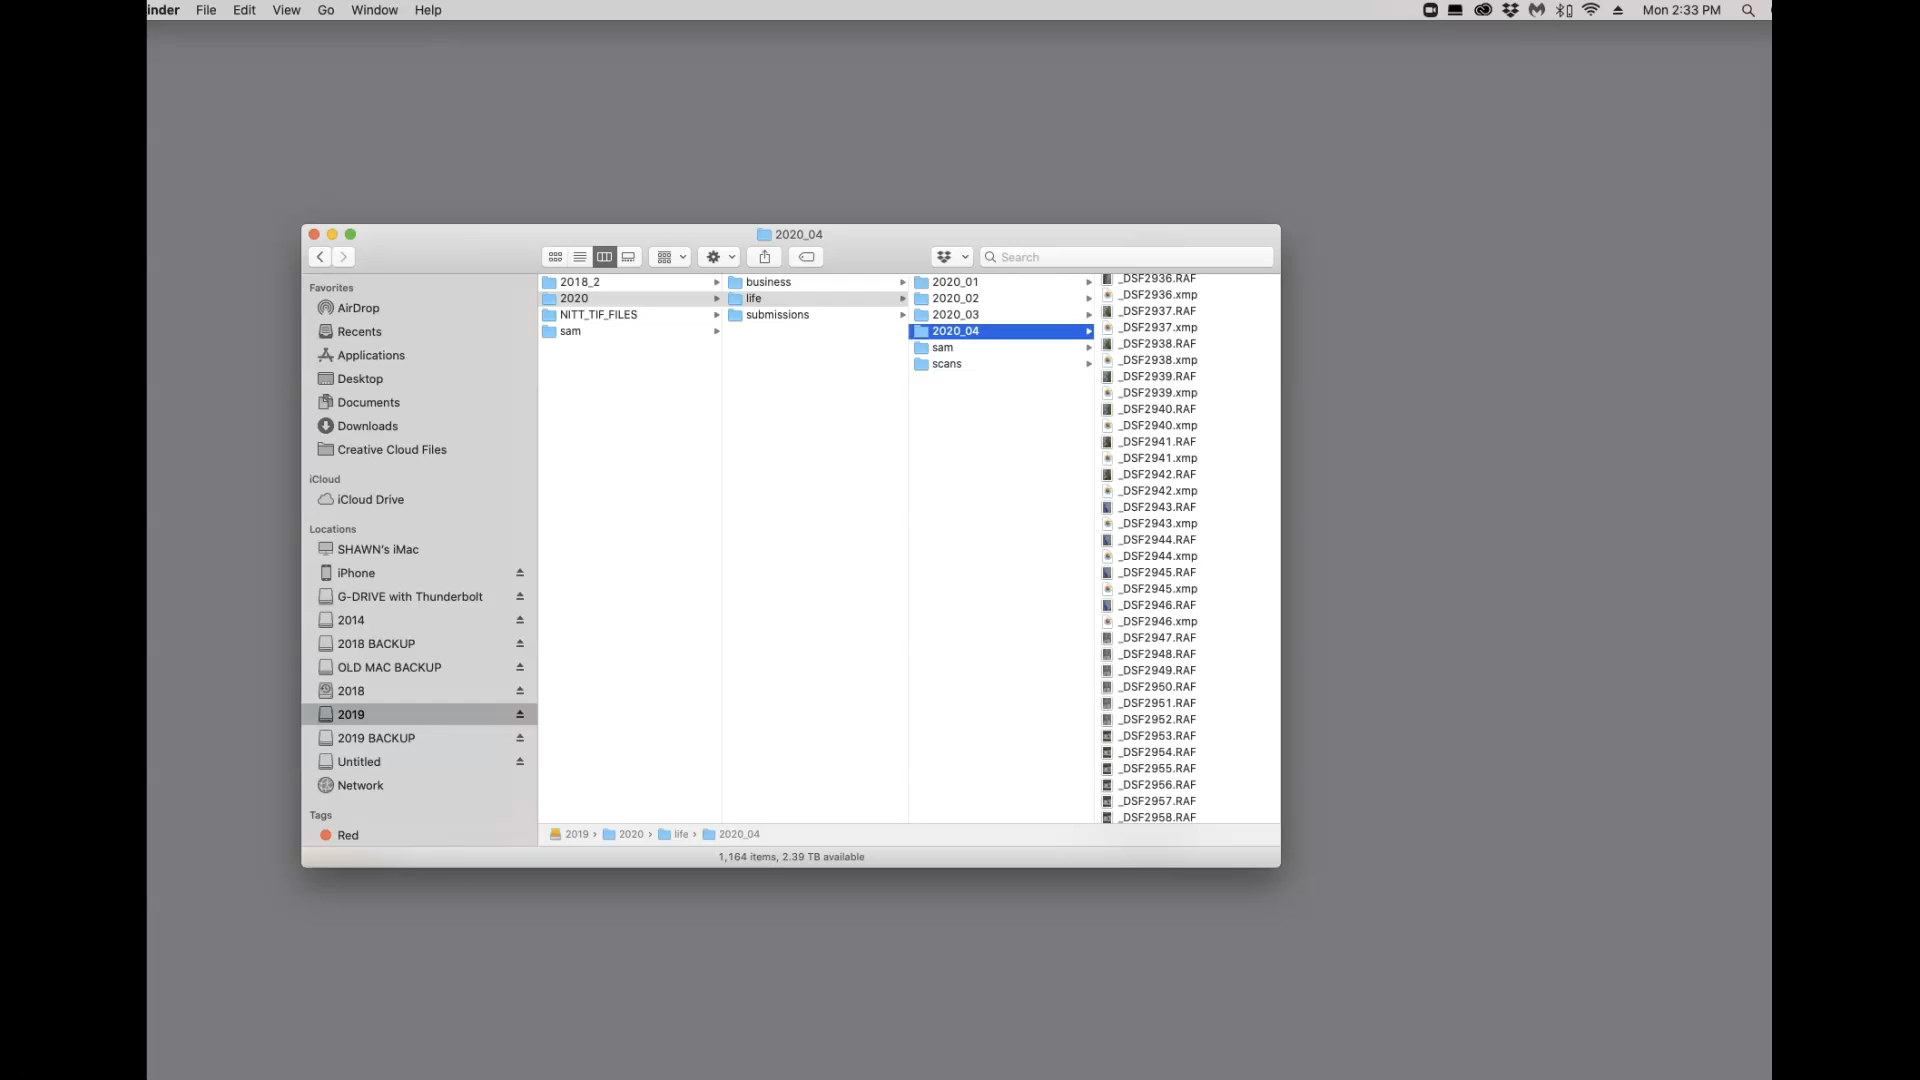 inder File Edit View Go Window Help Mon 2:33 PM
2020_04
Search
Favorites
AirDrop
Recents
Applications
Desktop
Documents
Downloads
Creative Cloud Files
iCloud
iCloud Drive
Locations
SHAWN's iMac
iPhone
G-DRIVE with Thunderbolt
2014
2018 BACKUP
OLD MAC BACKUP
2018
2019
2019 BACKUP
Untitled
Network
Tags
Red
2018_2
2020
NITT_TIF_FILES
sam
business
life
submissions
2020_01
2020_02
2020_03
2020_04
sam
scans
_DSF2936.RAF
_DSF2936.xmp
_DSF2937.RAF
_DSF2937.xmp
_DSF2938.RAF
_DSF2938.xmp
_DSF2939.RAF
_DSF2939.xmp
_DSF2940.RAF
_DSF2940.xmp
_DSF2941.RAF
_DSF2941.xmp
_DSF2942.RAF
_DSF2942.xmp
_DSF2943.RAF
_DSF2943.xmp
_DSF2944.RAF
_DSF2944.xmp
_DSF2945.RAF
_DSF2945.xmp
_DSF2946.RAF
_DSF2946.xmp
_DSF2947.RAF
_DSF2948.RAF
_DSF2949.RAF
_DSF2950.RAF
_DSF2951.RAF
_DSF2952.RAF
_DSF2953.RAF
_DSF2954.RAF
_DSF2955.RAF
_DSF2956.RAF
_DSF2957.RAF
_DSF2958.RAF
2019 › 2020 › life › 2020_04
1,164 items, 2.39 TB available